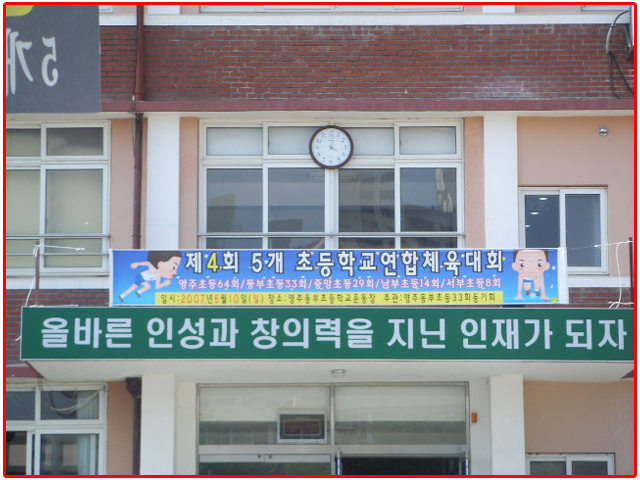 5개
제4회 5개 초등학교연합체육대회
영주초등64회/동부초등33회/중앙초등29회/남부초등14회/서부초등8회
일시:2007년6월10일(일) 장소:영주동부초등학교운동장 주관:영주동부초등33회동기회
올바른 인성과 창의력을 지닌 인재가 되자